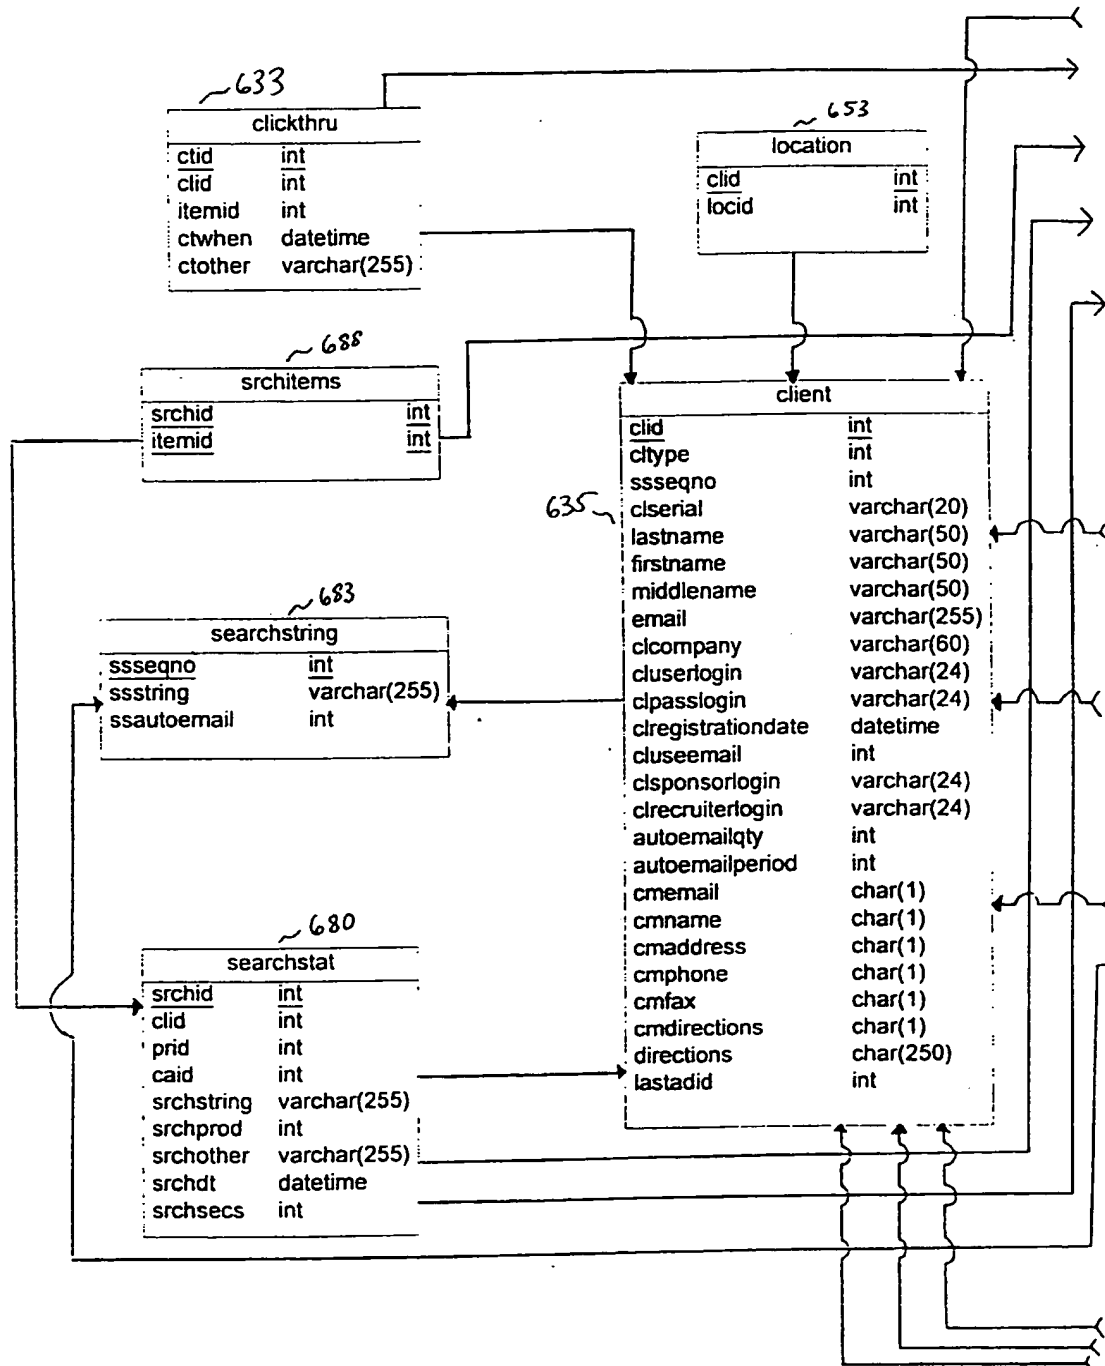 633
clickthru
ctid int
clid int
itemid int
ctwhen datetime
ctother varchar(255)
653
location
clid int
locid int
688
srchitems
srchid int
itemid int
683
searchstring
ssseqno int
ssstring varchar(255)
ssautoemail int
635
client
clid int
cltype int
ssseqno int
clserial varchar(20)
lastname varchar(50)
firstname varchar(50)
middlename varchar(50)
email varchar(255)
clcompany varchar(60)
cluserlogin varchar(24)
clpasslogin varchar(24)
clregistrationdate datetime
cluseemail int
clsponsorlogin varchar(24)
clrecruiterlogin varchar(24)
autoemailqty int
autoemailperiod int
cmemail char(1)
cmname char(1)
cmaddress char(1)
cmphone char(1)
cmfax char(1)
cmdirections char(1)
directions char(250)
lastadid int
680
searchstat
srchid int
clid int
prid int
caid int
srchstring varchar(255)
srchprod int
srchother varchar(255)
srchdt datetime
srchsecs int